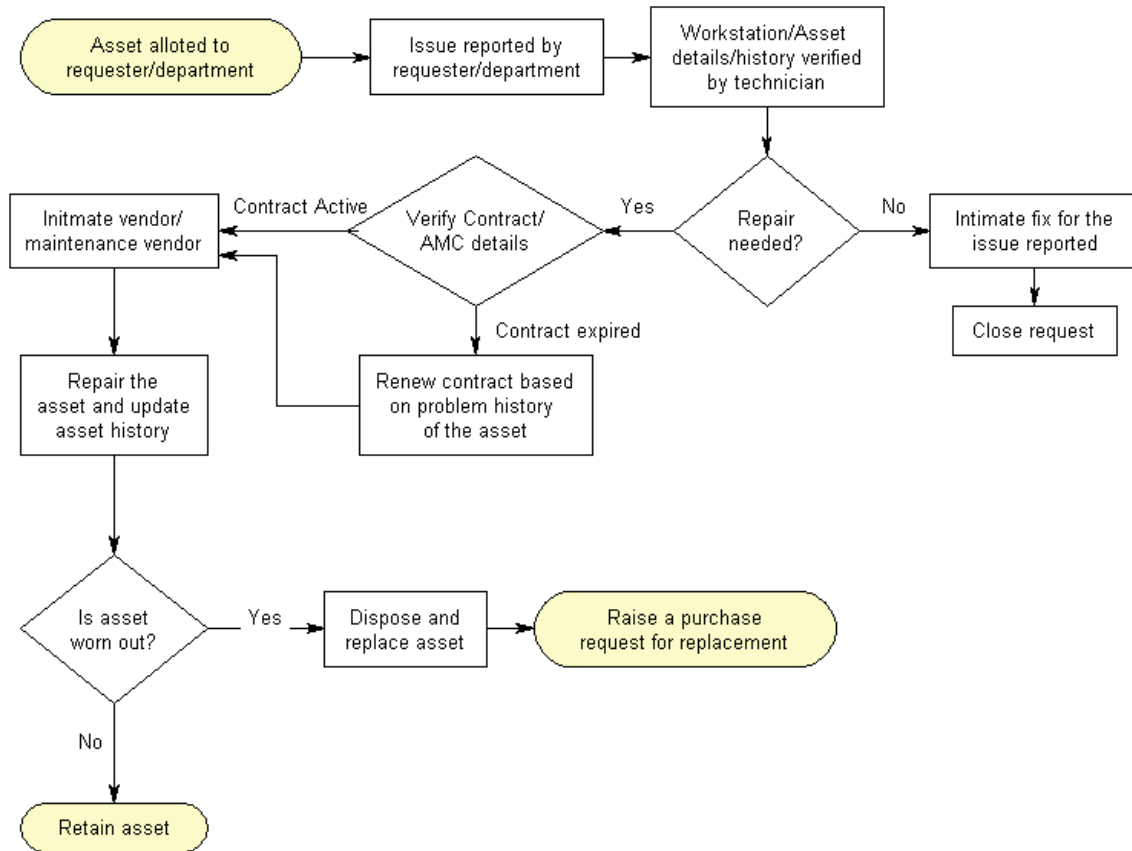 Asset alloted to
requester/department
Issue reported by
requester/department
Workstation/Asset
details/history verified
by technician
Initmate vendor/
maintenance vendor
Contract Active
Verify Contract/
AMC details
Yes
Repair
needed?
No
Intimate fix for the
issue reported
Contract expired
Close request
Repair the
asset and update
asset history
Renew contract based
on problem history
of the asset
Is asset
worn out?
Yes
Dispose and
replace asset
Raise a purchase
request for replacement
No
Retain asset